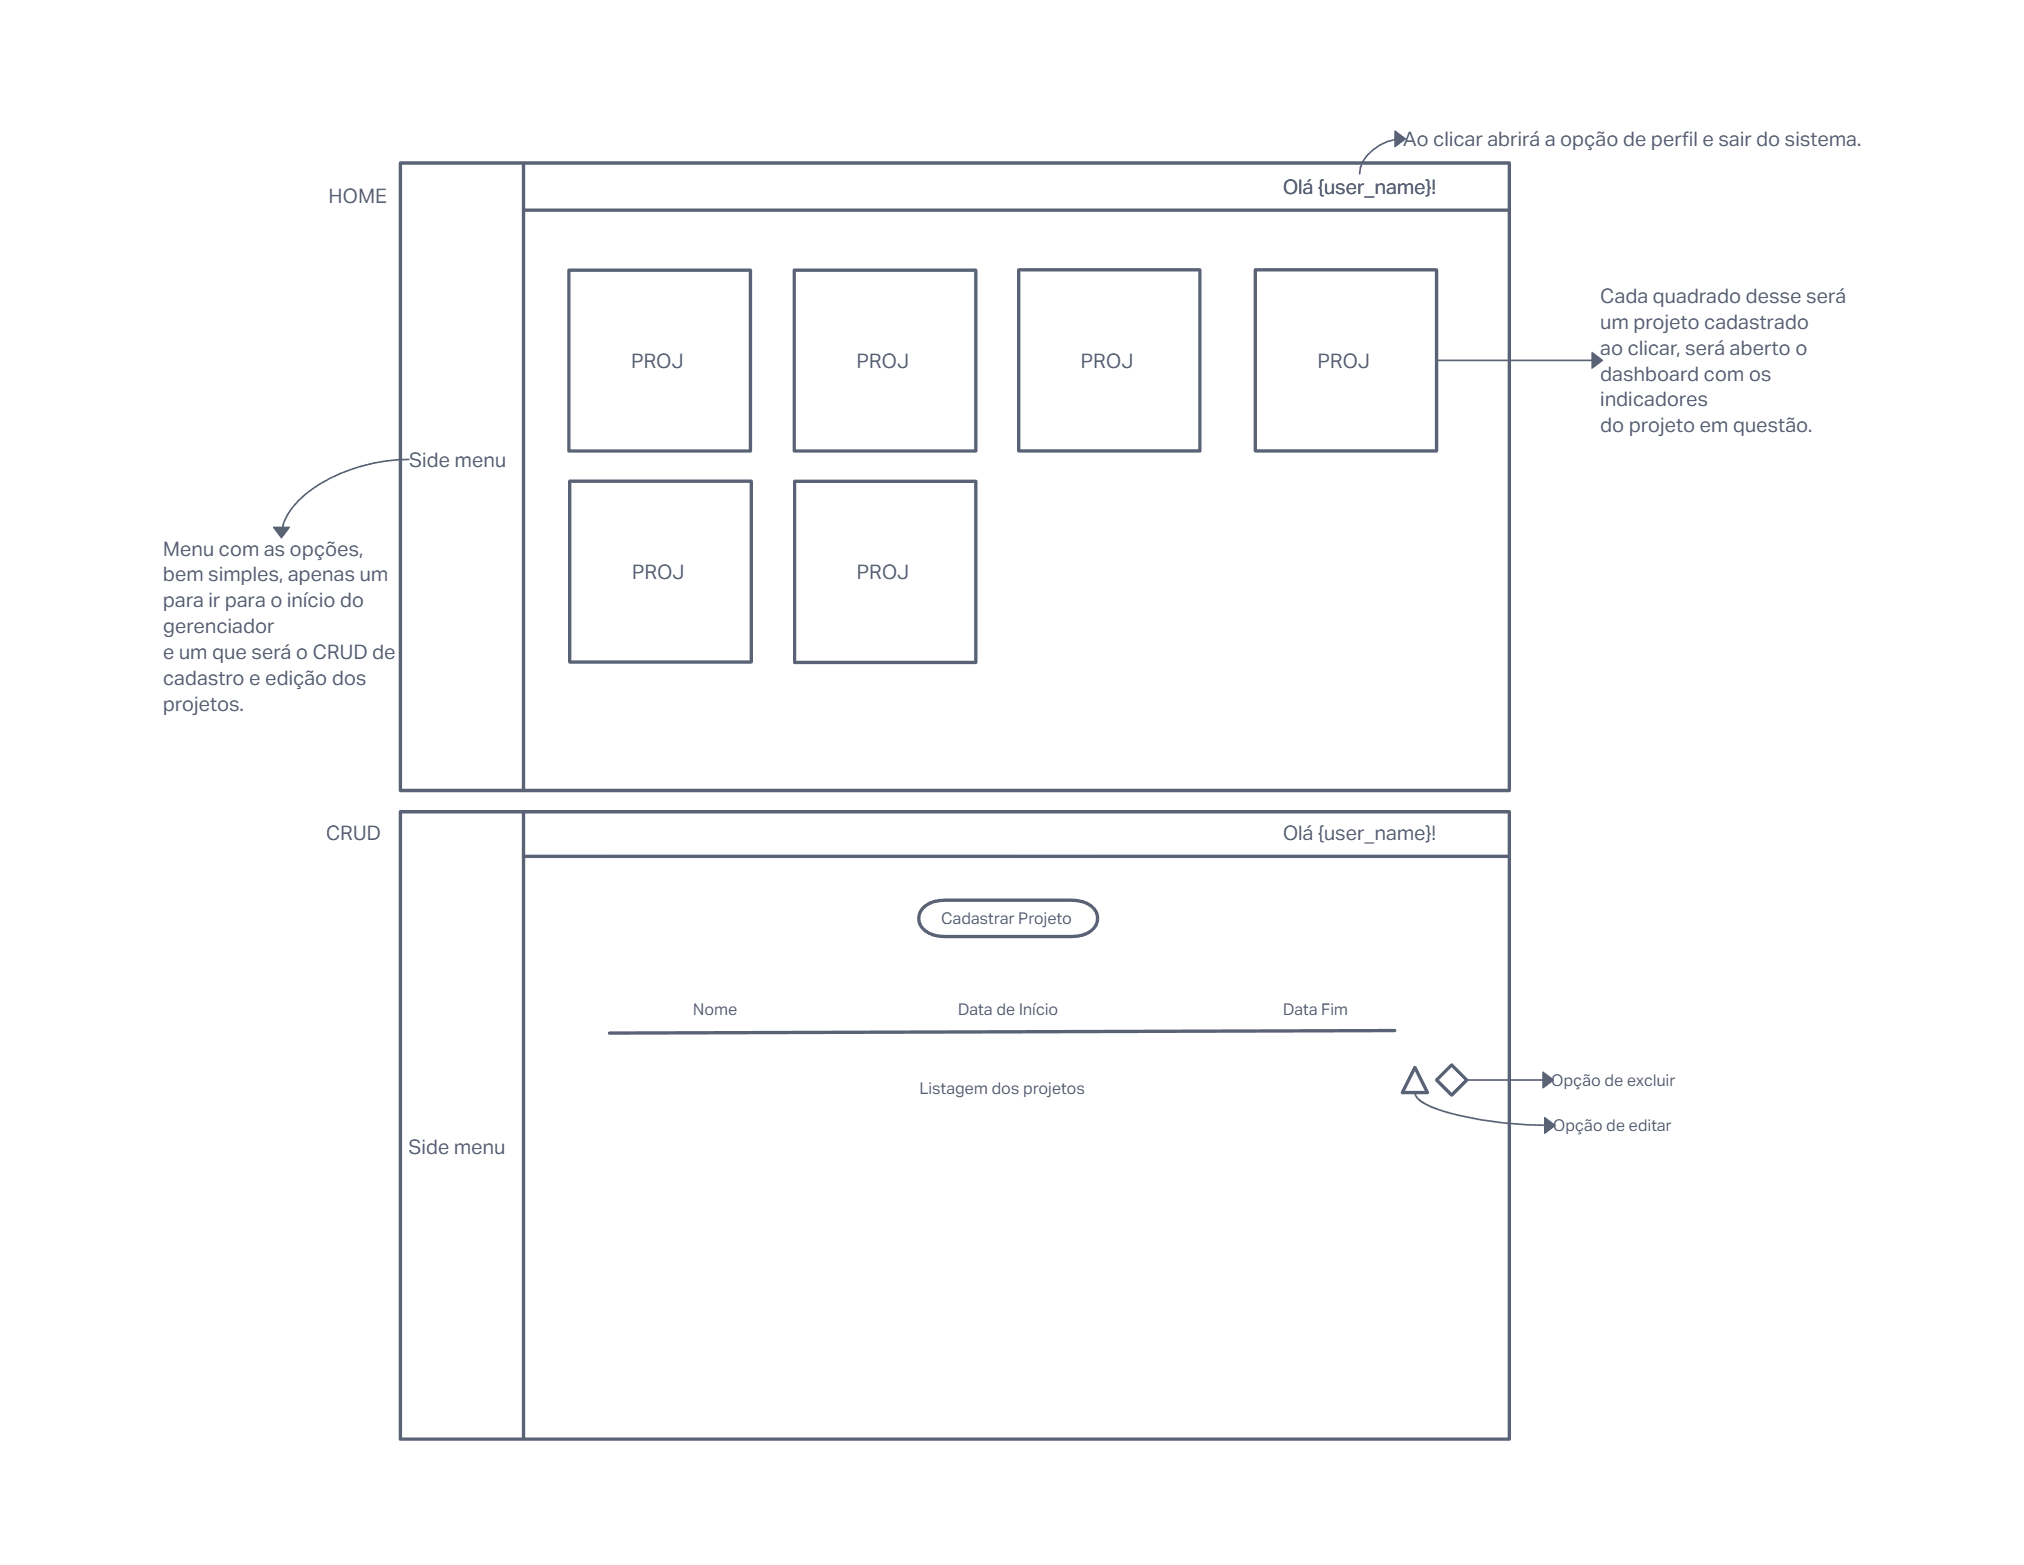 Ao clicar abrirá a opção de perfil e sair do sistema.
HOME
Olá {user_name}!
PROJ
PROJ
PROJ
PROJ
Cada quadrado desse será
um projeto cadastrado
ao clicar, será aberto o
dashboard com os
indicadores
do projeto em questão.
Side menu
Menu com as opções,
bem simples, apenas um
para ir para o início do
gerenciador
e um que será o CRUD de
cadastro e edição dos
projetos.
PROJ
PROJ
CRUD
Olá {user_name}!
Cadastrar Projeto
Nome
Data de Início
Data Fim
Listagem dos projetos
Opção de excluir
Opção de editar
Side menu